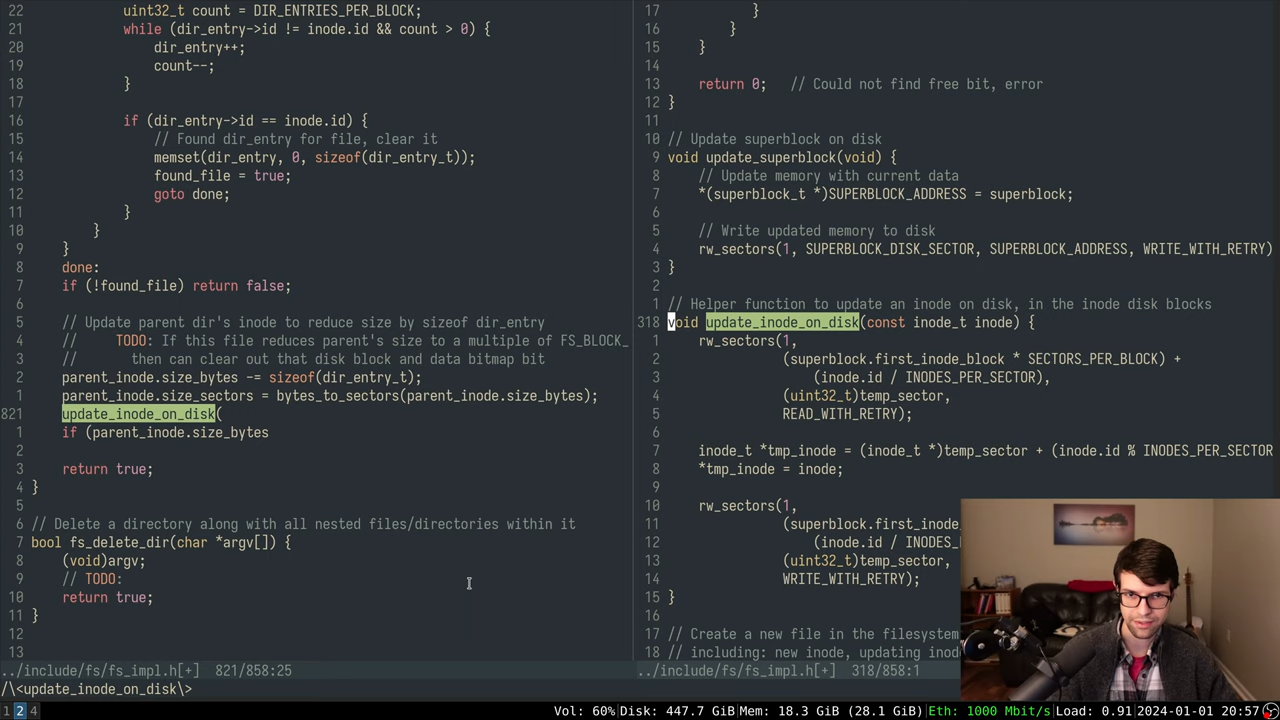 22 uint32_t count = DIR_ENTRIES_PER_BLOCK;
21 while (dir_entry->id != inode.id && count > 0) {
20 dir_entry++;
19 count--;
18 }
17
16 if (dir_entry->id == inode.id) {
15 // Found dir_entry for file, clear it
14 memset(dir_entry, 0, sizeof(dir_entry_t));
13 found_file = true;
12 goto done;
11 }
10 }
9 }
8 done:
7 if (!found_file) return false;
6
5 // Update parent dir's inode to reduce size by sizeof dir_entry
4 // TODO: If this file reduces parent's size to a multiple of FS_BLOCK_
3 // then can clear out that disk block and data bitmap bit
2 parent_inode.size_bytes -= sizeof(dir_entry_t);
1 parent_inode.size_sectors = bytes_to_sectors(parent_inode.size_bytes);
821 update_inode_on_disk(
1 if (parent_inode.size_bytes
2
3 return true;
4 }
5
6 // Delete a directory along with all nested files/directories within it
7 bool fs_delete_dir(char *argv[]) {
8 (void)argv;
9 // TODO:
10 return true;
11 }
12
13
../include/fs/fs_impl.h[+] 821/858:25
17 }
16 }
15 }
14
13 return 0; // Could not find free bit, error
12 }
11
10 // Update superblock on disk
9 void update_superblock(void) {
8 // Update memory with current data
7 *(superblock_t *)SUPERBLOCK_ADDRESS = superblock;
6
5 // Write updated memory to disk
4 rw_sectors(1, SUPERBLOCK_DISK_SECTOR, SUPERBLOCK_ADDRESS, WRITE_WITH_RETRY)
3 }
2
1 // Helper function to update an inode on disk, in the inode disk blocks
318 void update_inode_on_disk(const inode_t inode) {
1 rw_sectors(1,
2 (superblock.first_inode_block * SECTORS_PER_BLOCK) +
3 (inode.id / INODES_PER_SECTOR),
4 (uint32_t)temp_sector,
5 READ_WITH_RETRY);
6
7 inode_t *tmp_inode = (inode_t *)temp_sector + (inode.id % INODES_PER_SECTOR
8 *tmp_inode = inode;
9
10 rw_sectors(1,
11 (superblock.first_inode_
12 (inode.id / INODES_P
13 (uint32_t)temp_sector,
14 WRITE_WITH_RETRY);
15 }
16
17 // Create a new file in the filesystem
18 // including: new inode, updating inod
../include/fs/fs_impl.h[+] 318/858:1
/\<update_inode_on_disk\>
1 2 4 Vol: 60% Disk: 447.7 GiB Mem: 18.3 GiB (28.1 GiB) Eth: 1000 Mbit/s Load: 0.91 2024-01-01 20:57